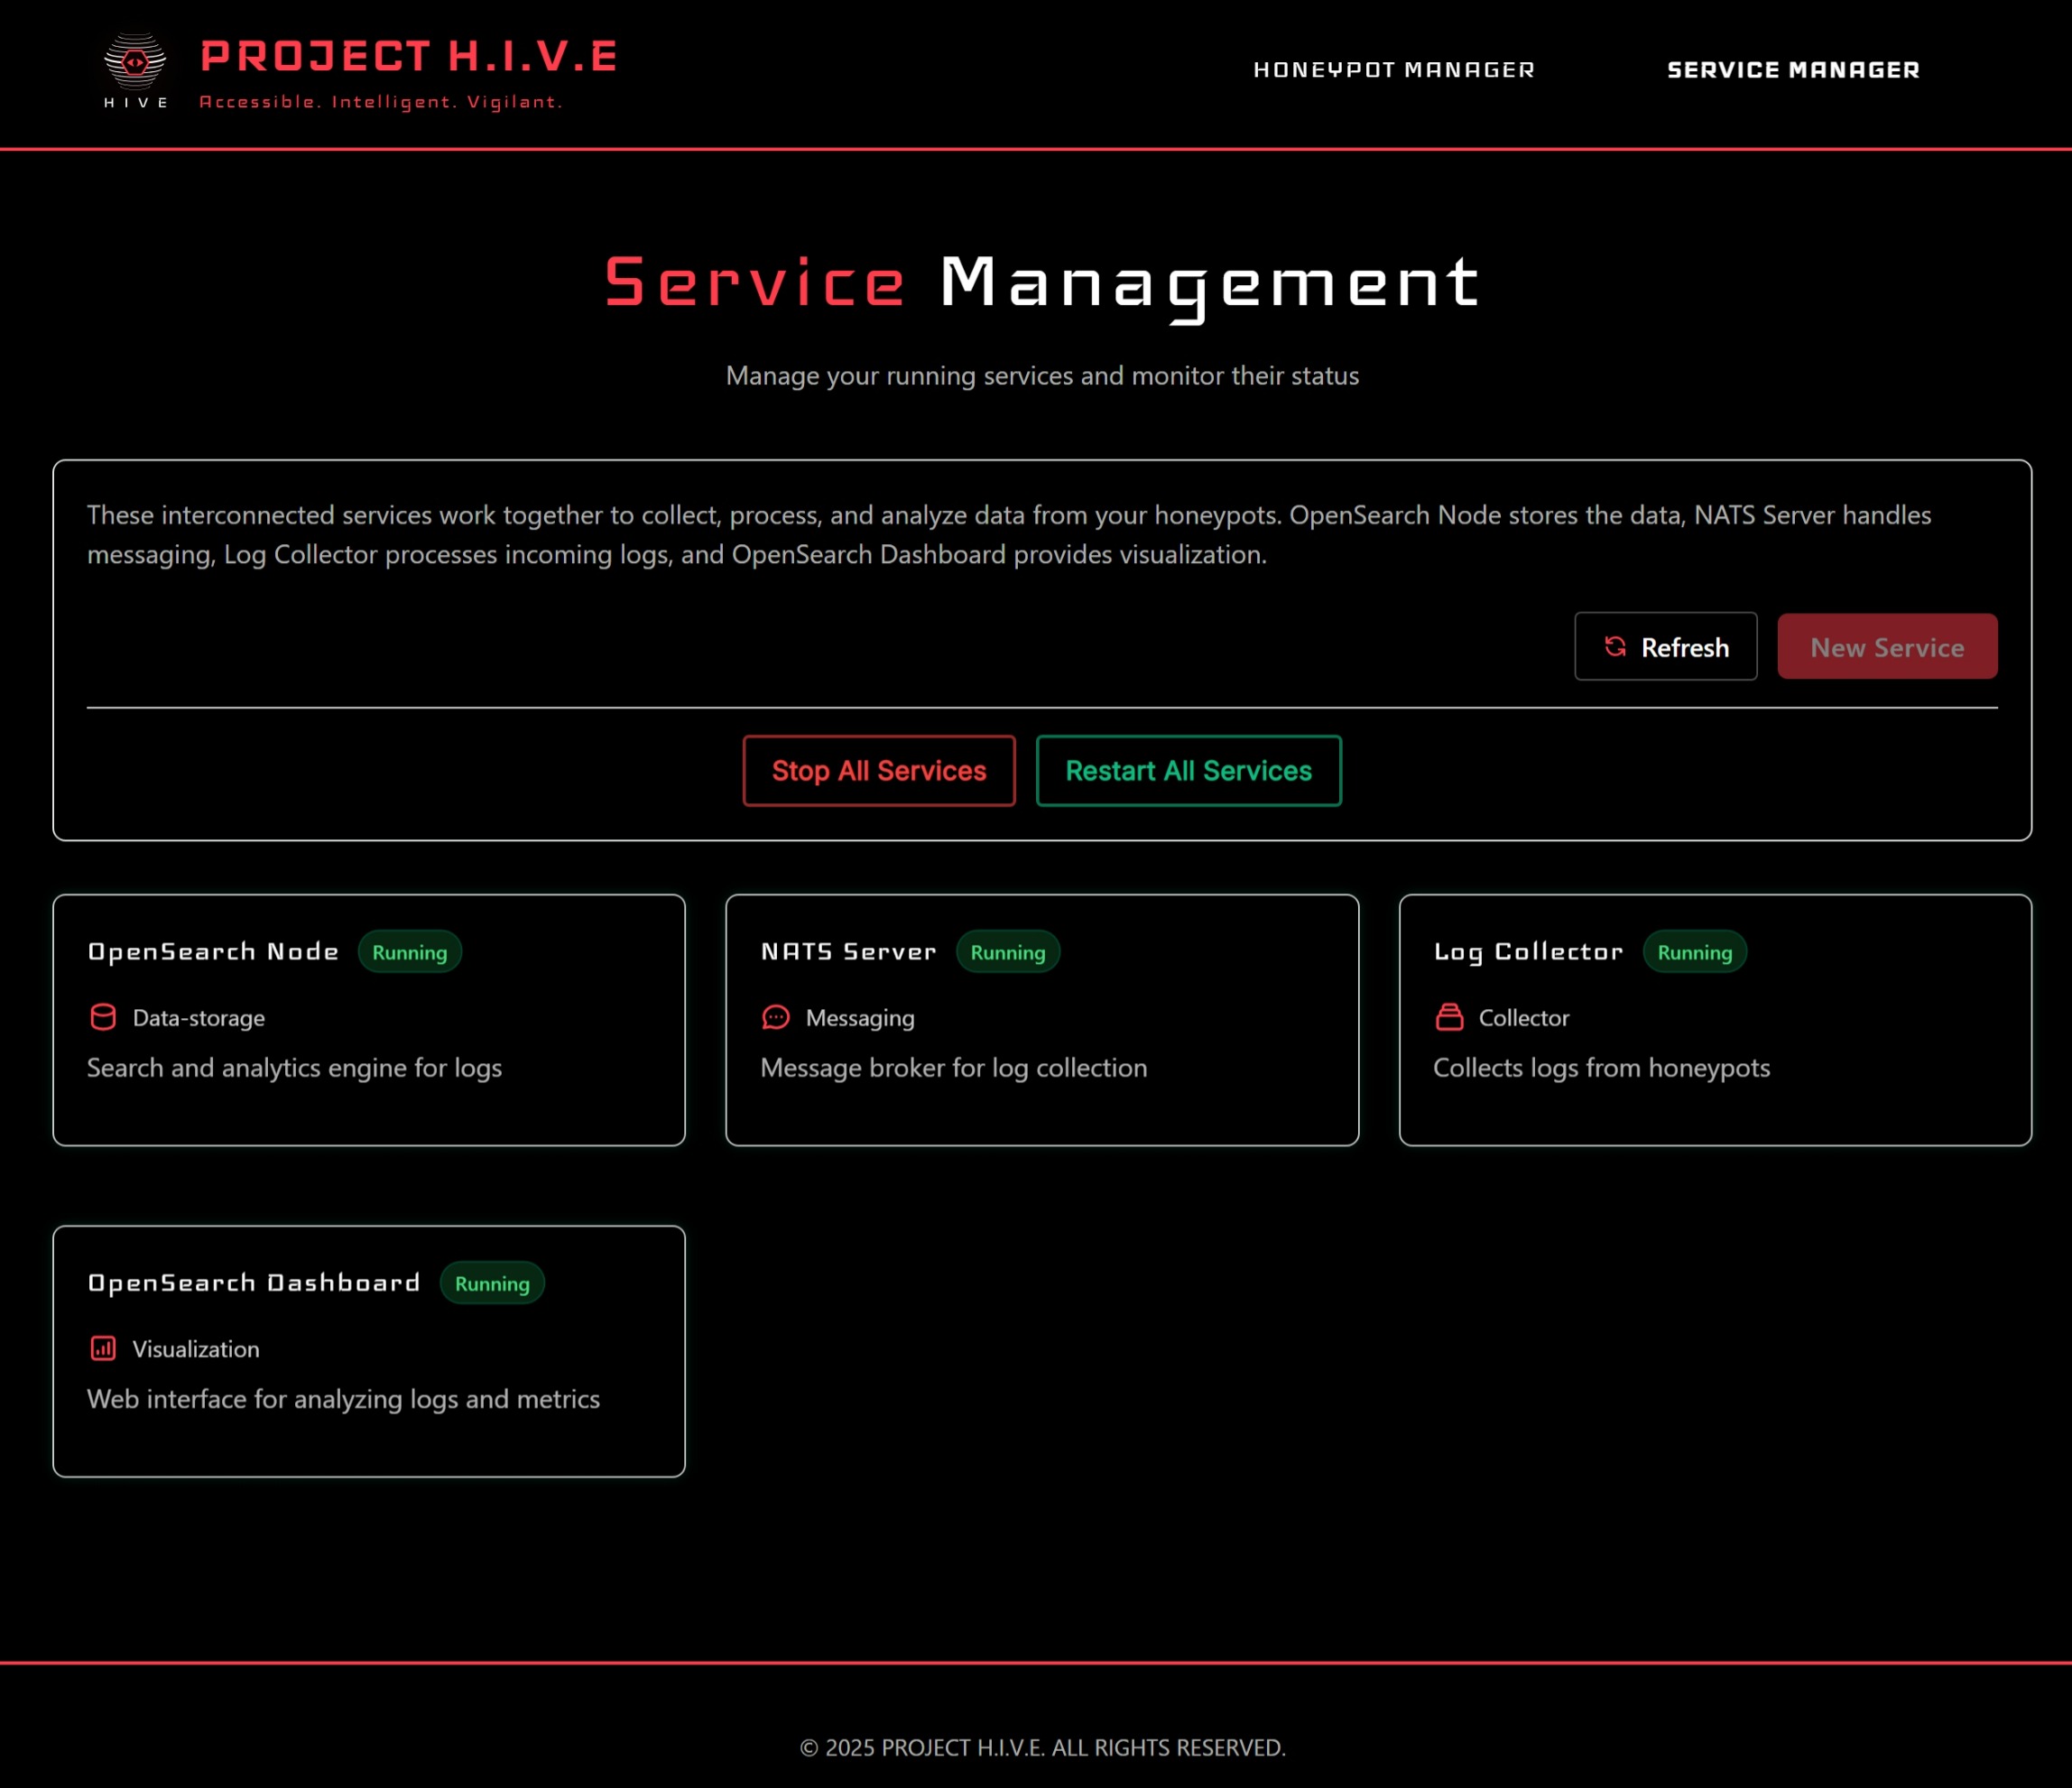 HIVE
PROJECT H.I.V.E
Accessible. Intelligent. Vigilant.
HONEYPOT MANAGER
SERVICE MANAGER
Service Management
Manage your running services and monitor their status
These interconnected services work together to collect, process, and analyze data from your honeypots. OpenSearch Node stores the data, NATS Server handles
messaging, Log Collector processes incoming logs, and OpenSearch Dashboard provides visualization.
Refresh
New Service
Stop All Services
Restart All Services
OpenSearch Node
Running
Data-storage
Search and analytics engine for logs
NATS Server
Running
Messaging
Message broker for log collection
Log Collector
Running
Collector
Collects logs from honeypots
OpenSearch Dashboard
Running
Visualization
Web interface for analyzing logs and metrics
© 2025 PROJECT H.I.V.E. ALL RIGHTS RESERVED.